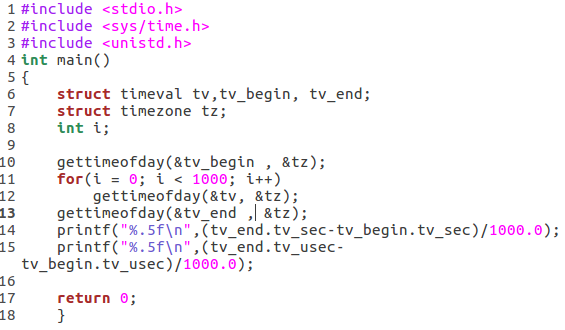 1 #include <stdio.h>
2 #include <sys/time.h>
3 #include <unistd.h>
4 int main()
5 {
6     struct timeval tv,tv_begin, tv_end;
7     struct timezone tz;
8     int i;
9
10     gettimeofday(&tv_begin , &tz);
11     for(i = 0; i < 1000; i++)
12         gettimeofday(&tv, &tz);
13     gettimeofday(&tv_end , &tz);
14     printf("%.5f\n",(tv_end.tv_sec-tv_begin.tv_sec)/1000.0);
15     printf("%.5f\n",(tv_end.tv_usec-
tv_begin.tv_usec)/1000.0);
16
17     return 0;
18     }